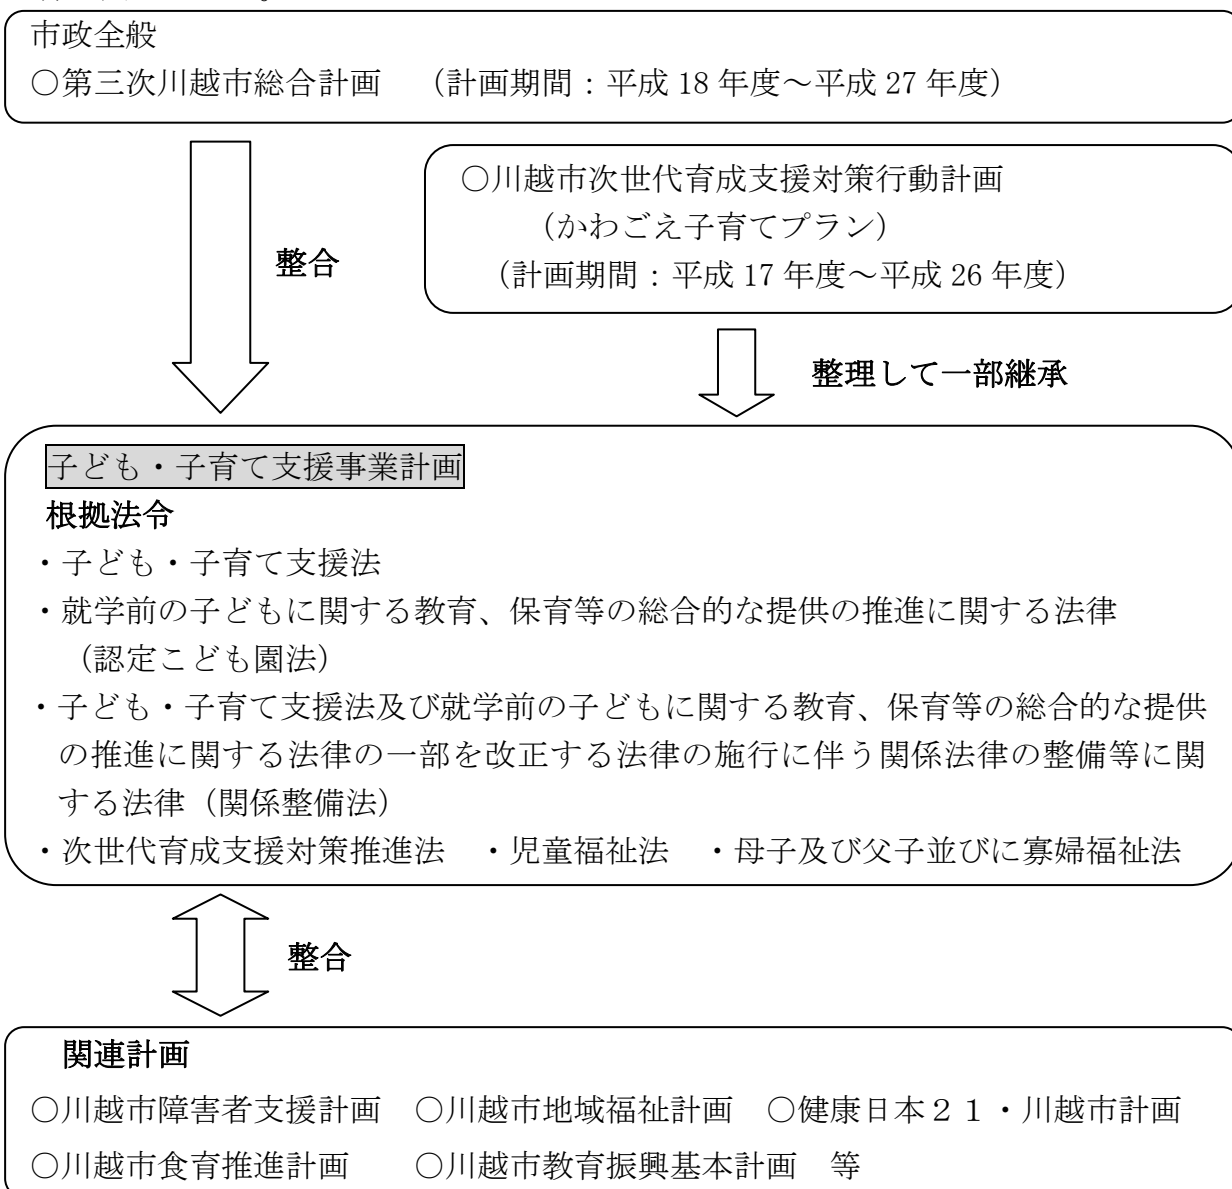 市政全般
○第三次川越市総合計画　（計画期間：平成 18 年度～平成 27 年度）
○川越市次世代育成支援対策行動計画
（かわごえ子育てプラン）
（計画期間：平成 17 年度～平成 26 年度）
整合
整理して一部継承
子ども・子育て支援事業計画
根拠法令
・子ども・子育て支援法
・就学前の子どもに関する教育、保育等の総合的な提供の推進に関する法律
（認定こども園法）
・子ども・子育て支援法及び就学前の子どもに関する教育、保育等の総合的な提供
の推進に関する法律の一部を改正する法律の施行に伴う関係法律の整備等に関
する法律（関係整備法）
・次世代育成支援対策推進法　・児童福祉法　・母子及び父子並びに寡婦福祉法
整合
関連計画
○川越市障害者支援計画　○川越市地域福祉計画　○健康日本２１・川越市計画
○川越市食育推進計画　　○川越市教育振興基本計画　等